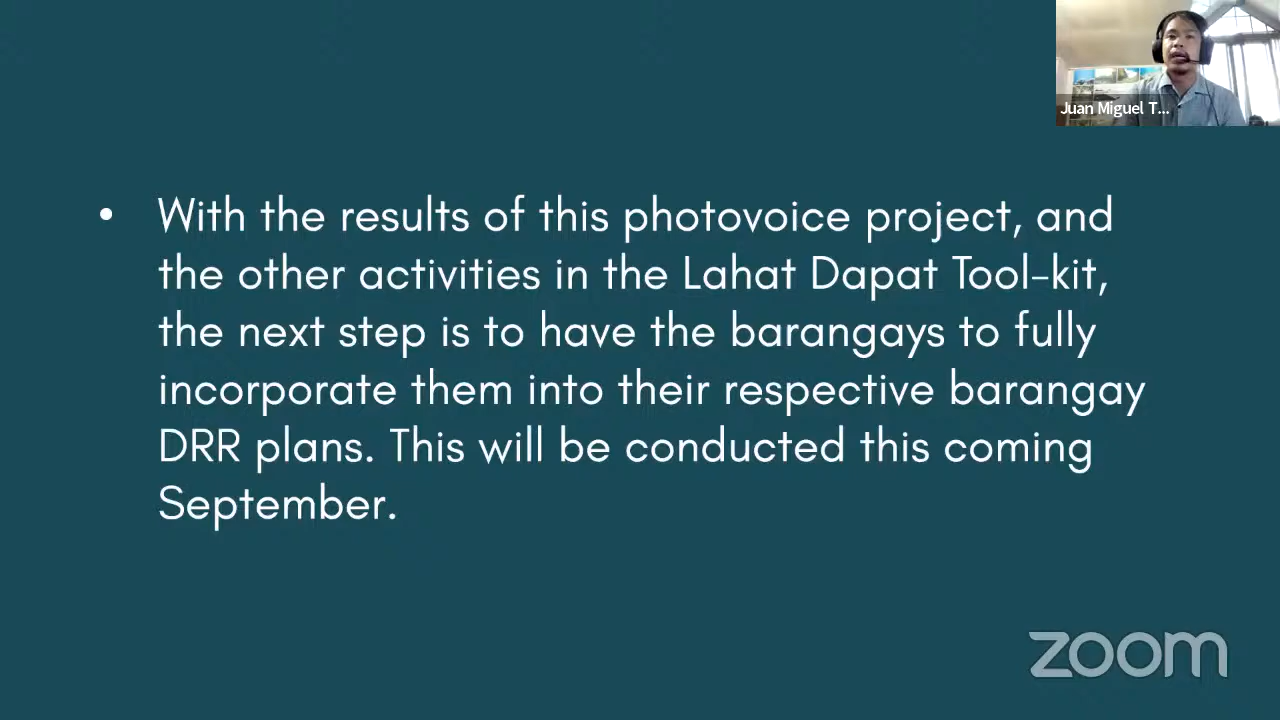 Juan Miguel T...
• With the results of this photovoice project, and
the other activities in the Lahat Dapat Tool-kit,
the next step is to have the barangays to fully
incorporate them into their respective barangay
DRR plans. This will be conducted this coming
September.
zoom